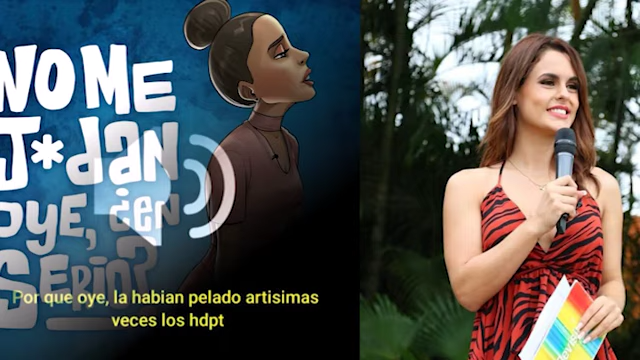 NO ME
J*dan
OYE, ¿en
SERIO?
Por que oye, la habian pelado artisimas
veces los hdpt